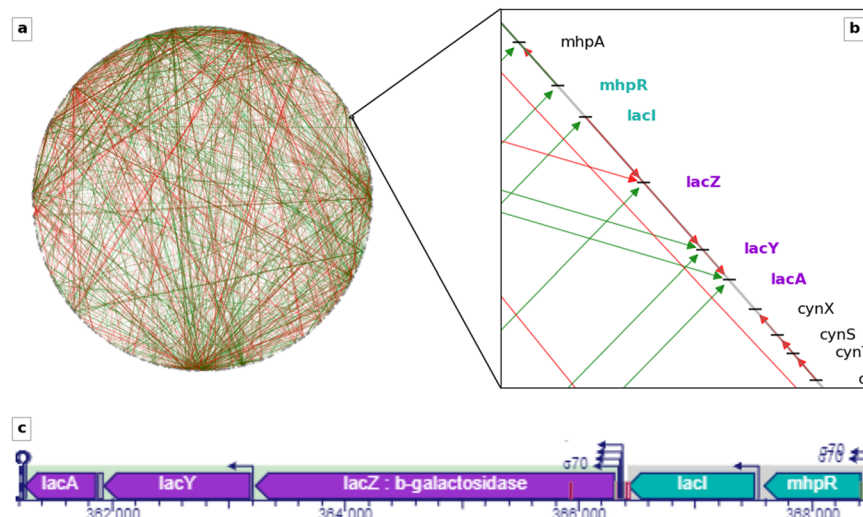 a
b
mhpA
mhpR
lacI
lacZ
lacY
lacA
cynX
cynS
c
lacA
lacY
lacZ : b-galactosidase
lacI
mhpR
σ70
362'000
364'000
366'000
368'000